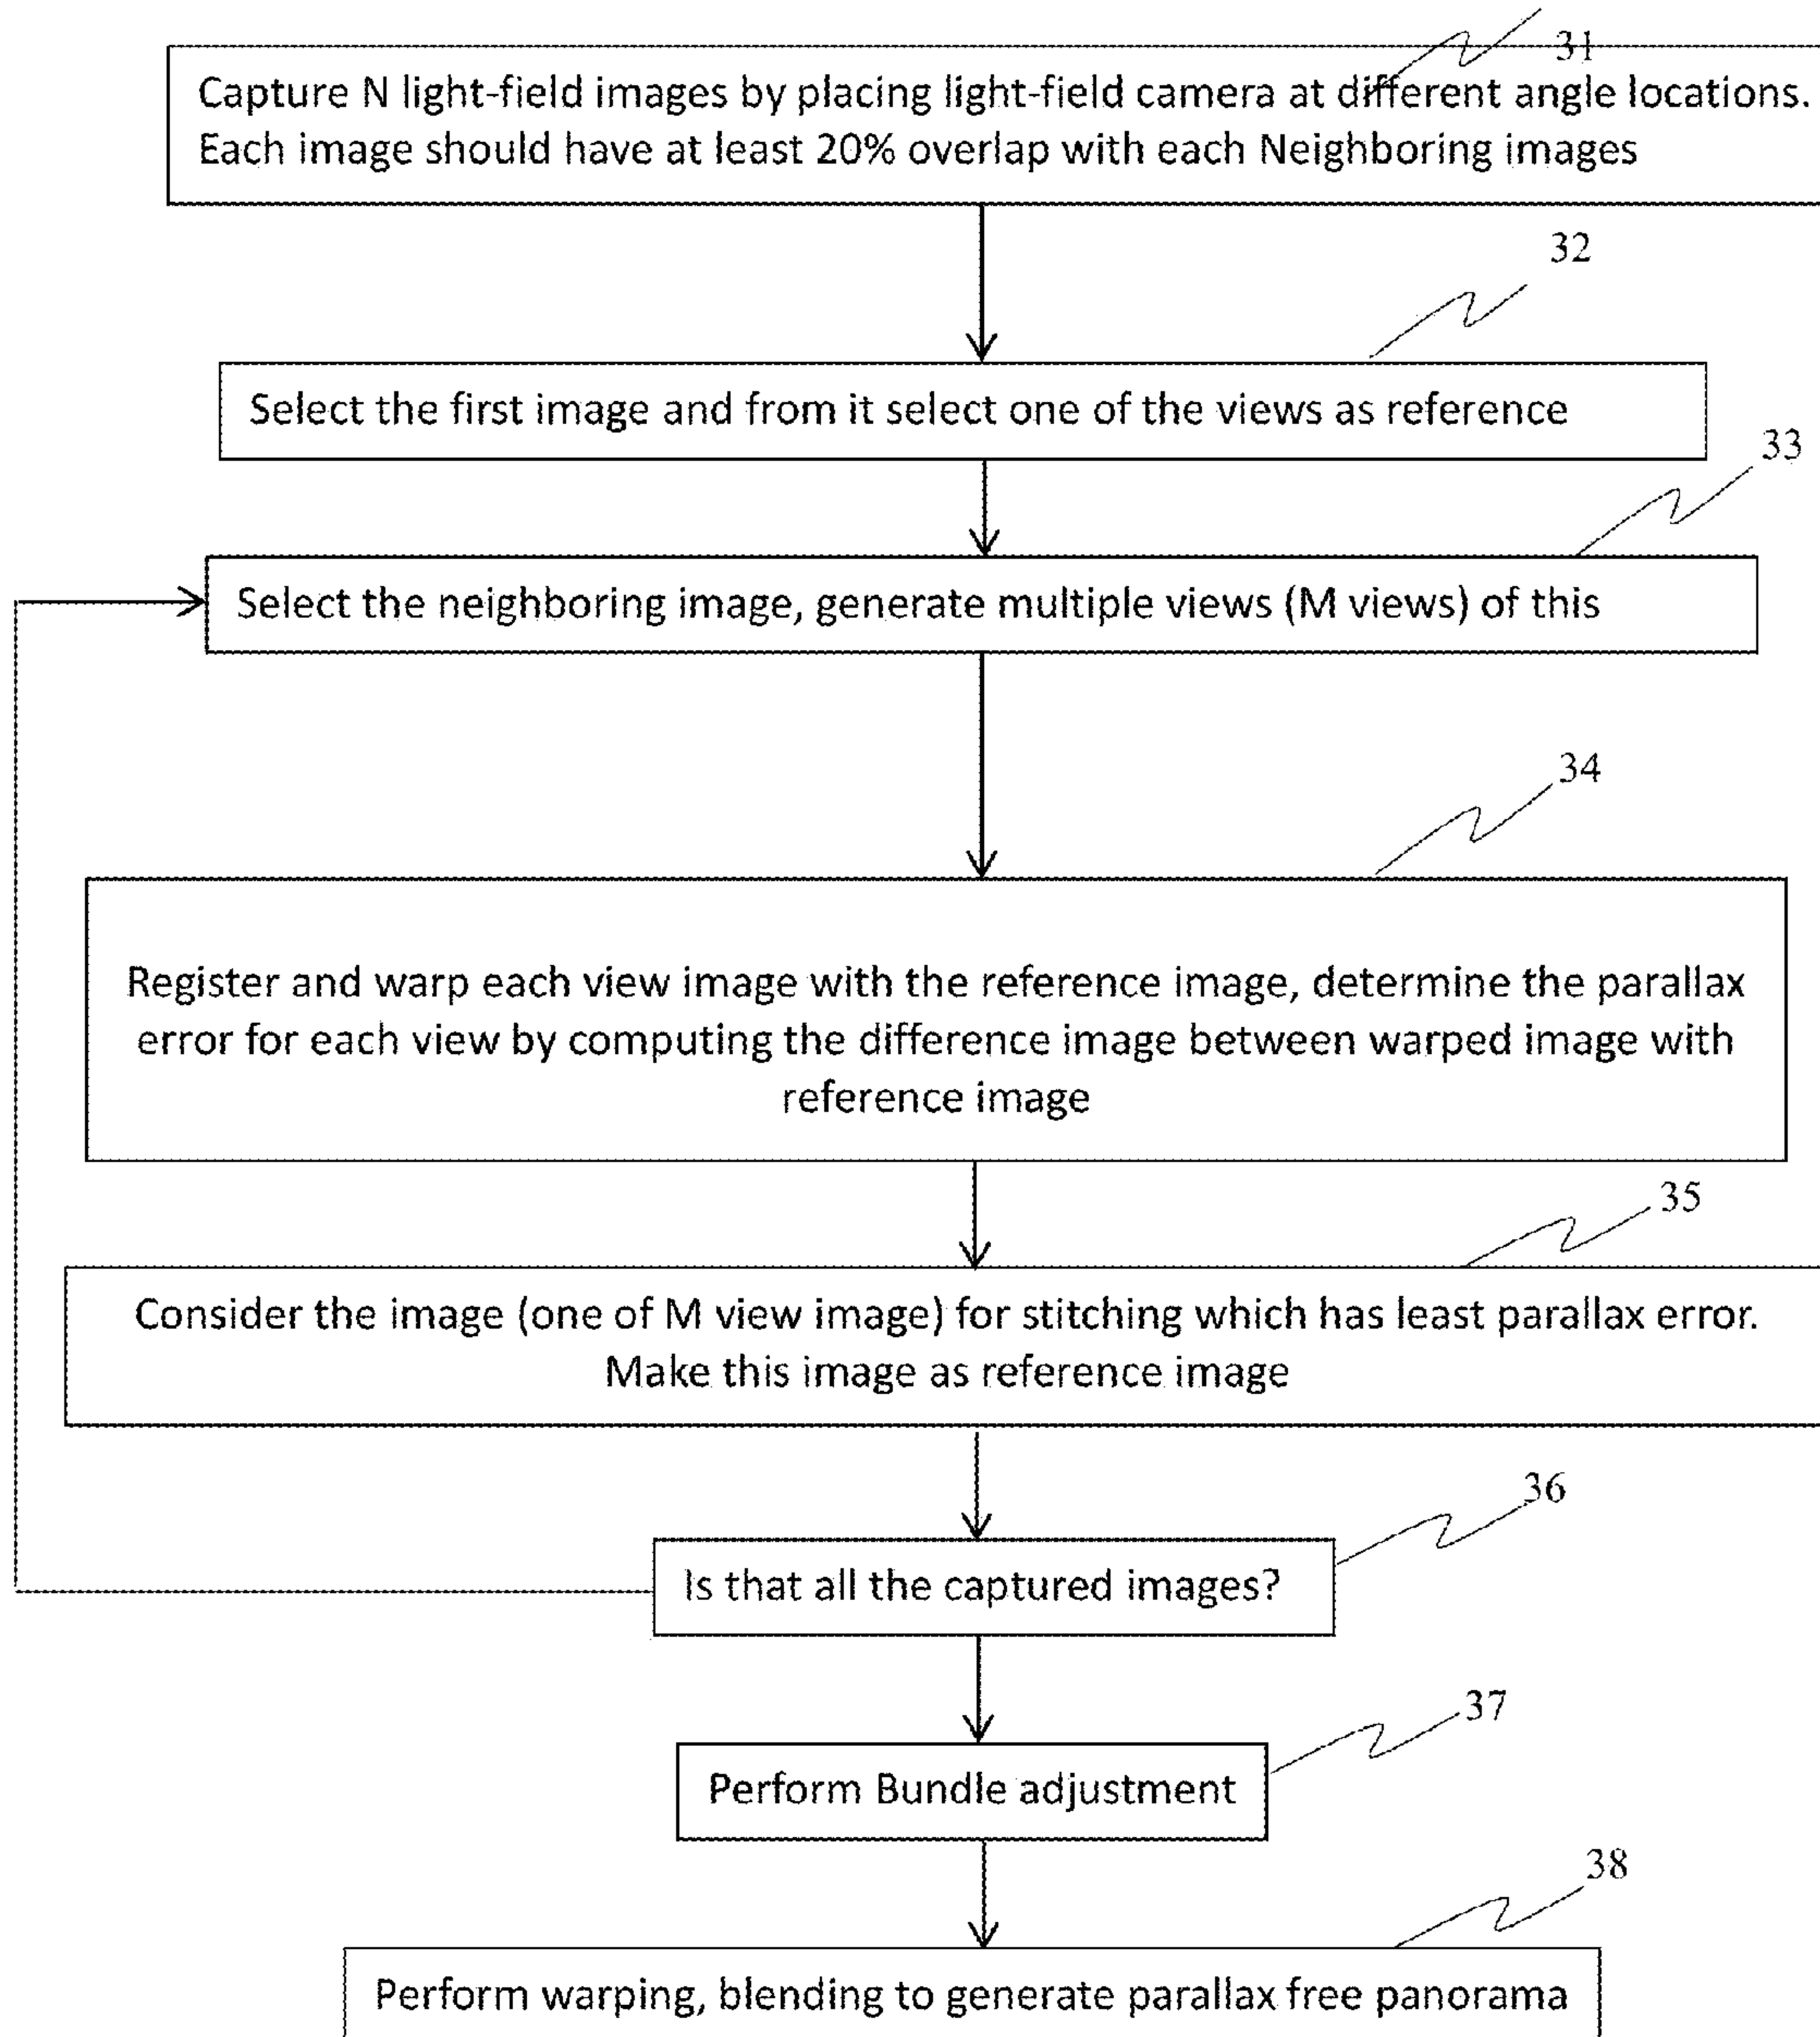 31
Capture N light-field images by placing light-field camera at different angle locations.
Each image should have at least 20% overlap with each Neighboring images
32
Select the first image and from it select one of the views as reference
33
Select the neighboring image, generate multiple views (M views) of this
34
Register and warp each view image with the reference image, determine the parallax
error for each view by computing the difference image between warped image with
reference image
35
Consider the image (one of M view image) for stitching which has least parallax error.
Make this image as reference image
36
Is that all the captured images?
37
Perform Bundle adjustment
38
Perform warping, blending to generate parallax free panorama